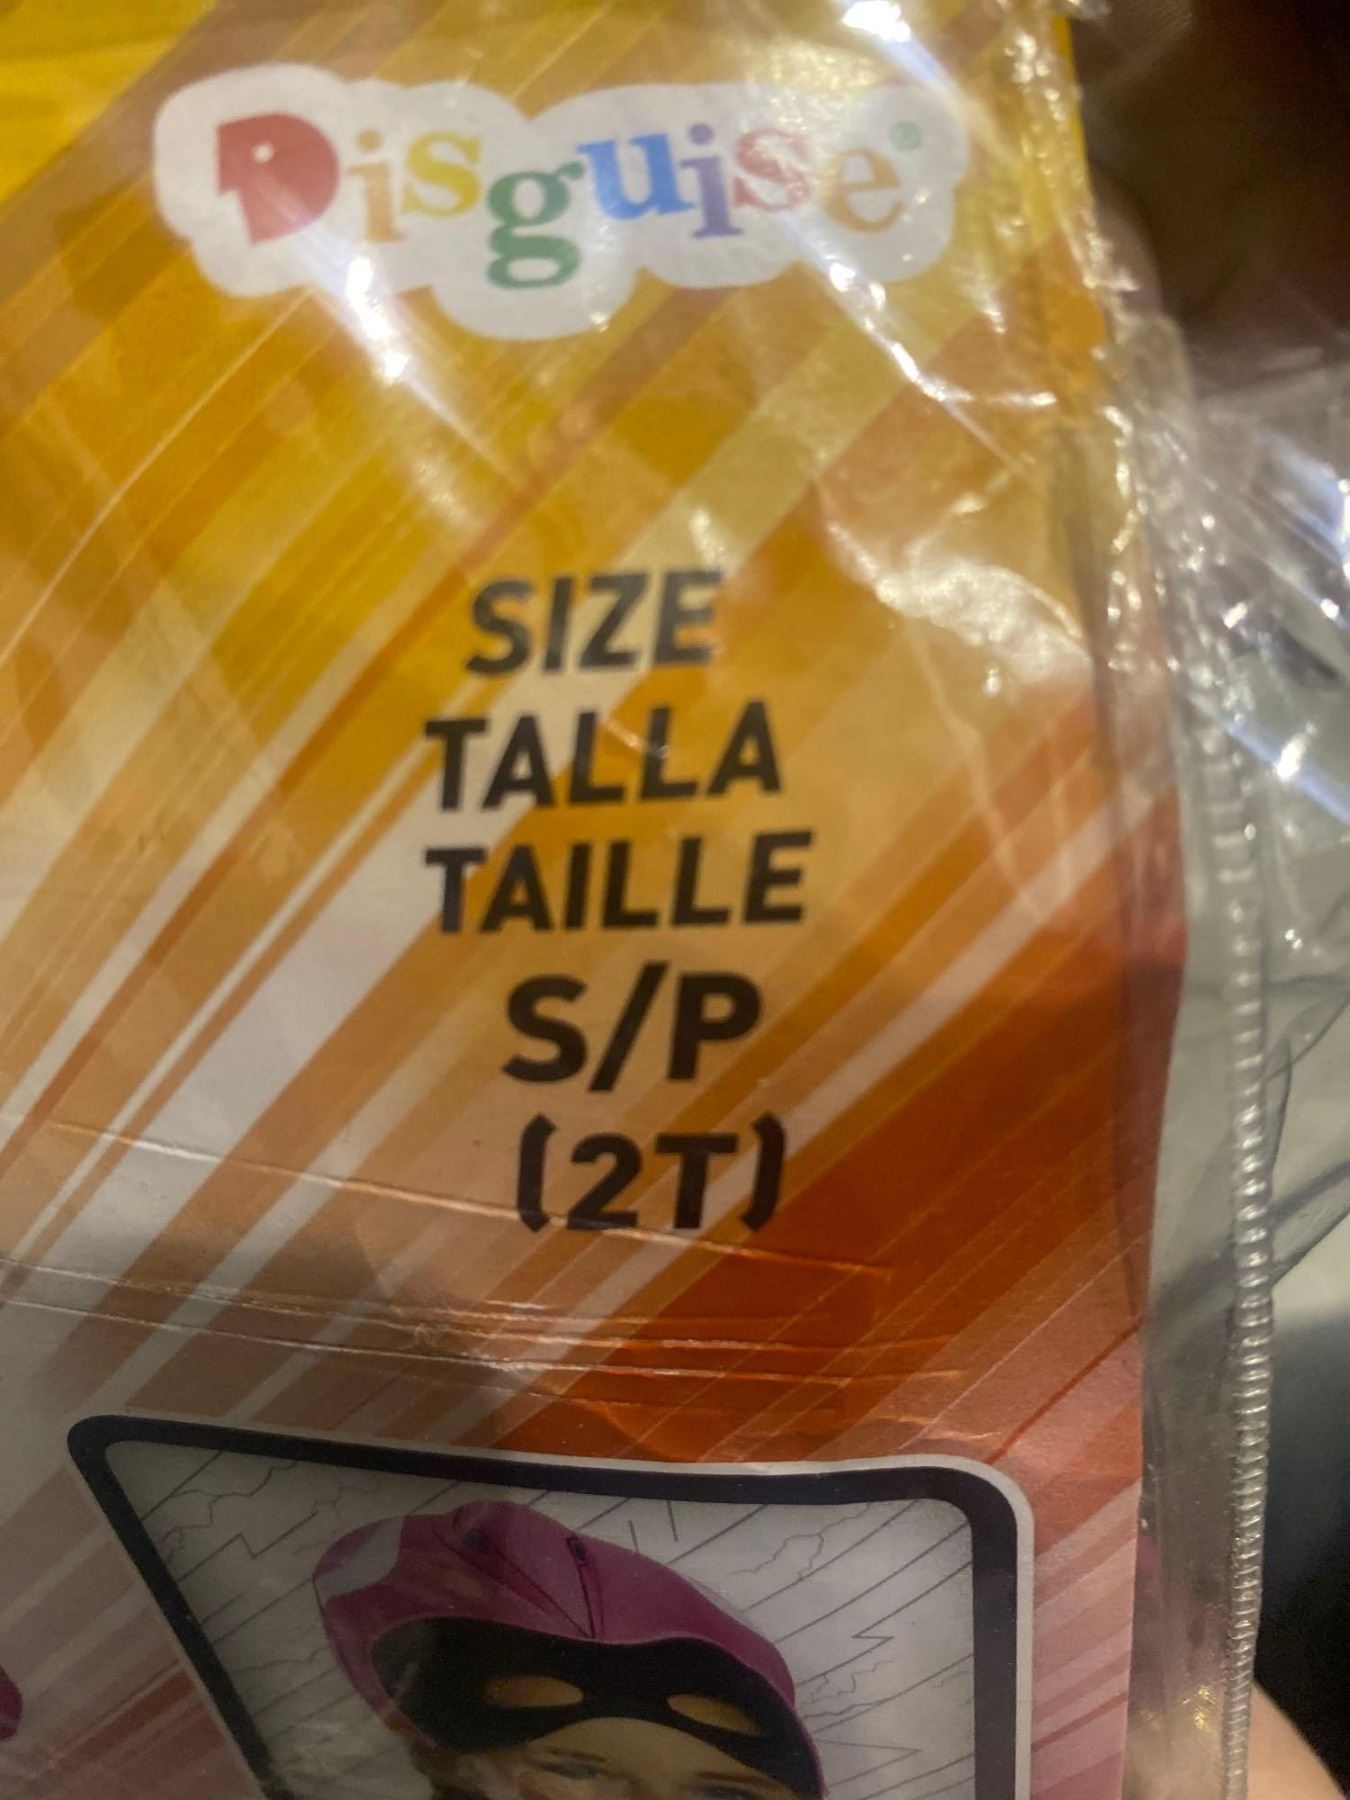 Disguise®
SIZE
TALLA
TAILLE
S/P
(2T)